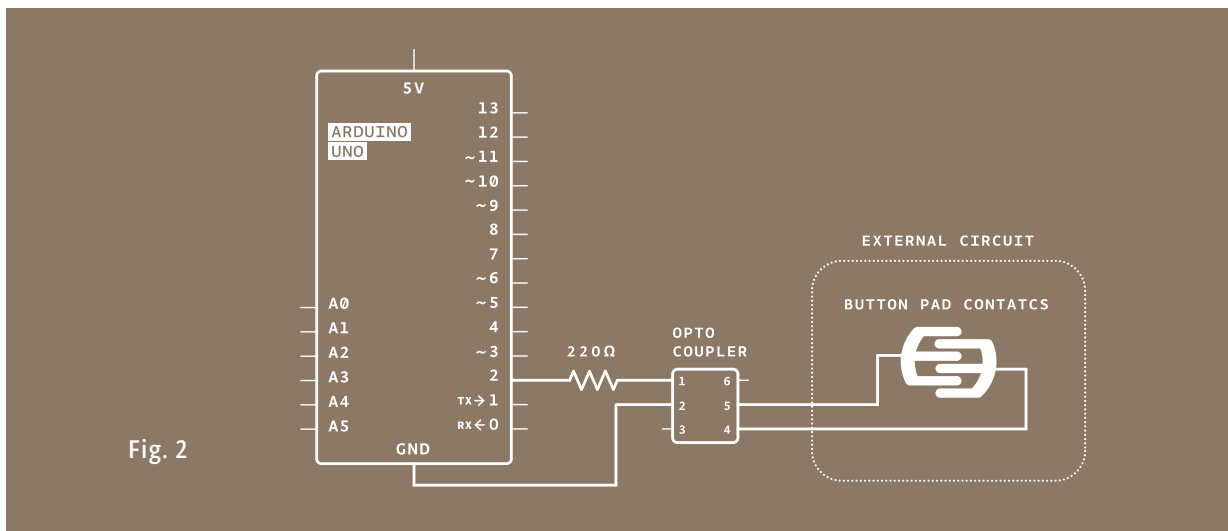 5V
ARDUINO
UNO
13
12
~11
~10
~9
8
7
~6
~5
4
~3
2
TX→1
RX←0
A0
A1
A2
A3
A4
A5
GND
220Ω
OPTO
COUPLER
1 6
2 5
3 4
EXTERNAL CIRCUIT
BUTTON PAD CONTATCS
Fig. 2